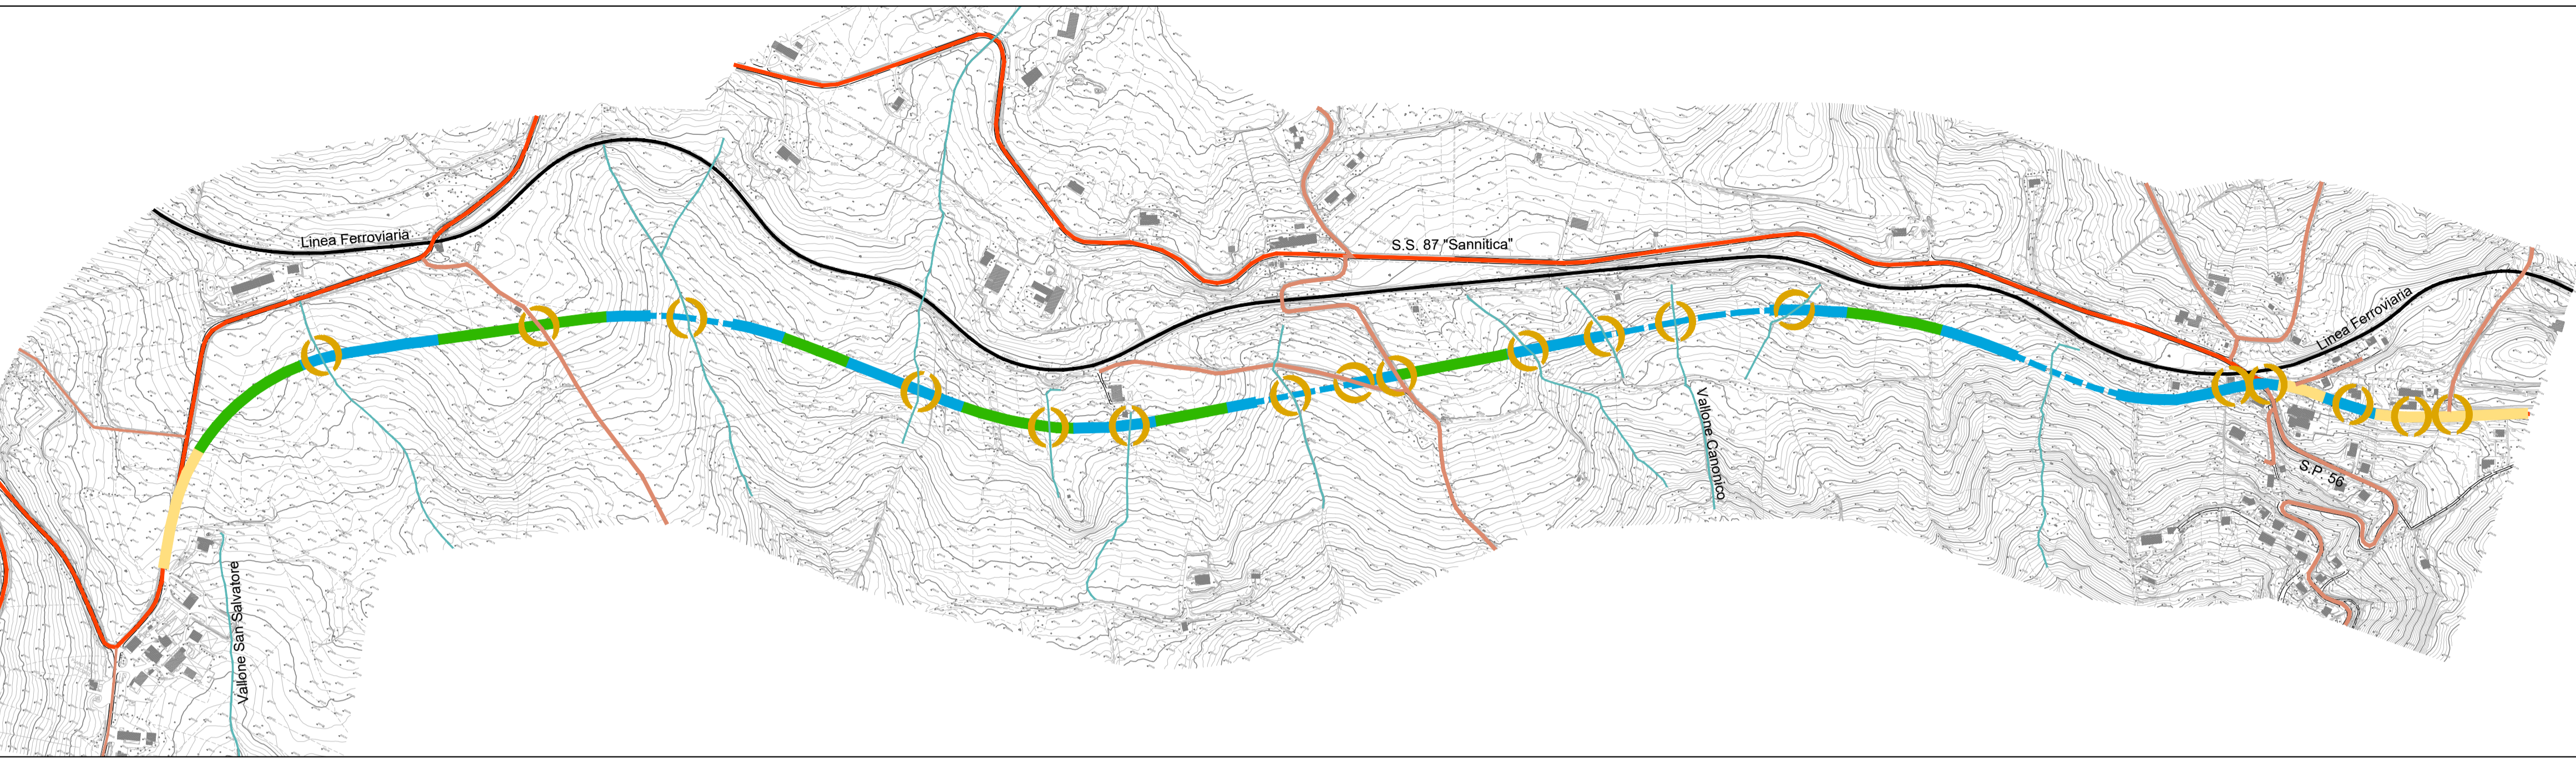 Linea Ferroviaria
S.S. 87 "Sannitica"
Linea Ferroviaria
Vallone Canonico
S.P. 56
Vallone San Salvatore